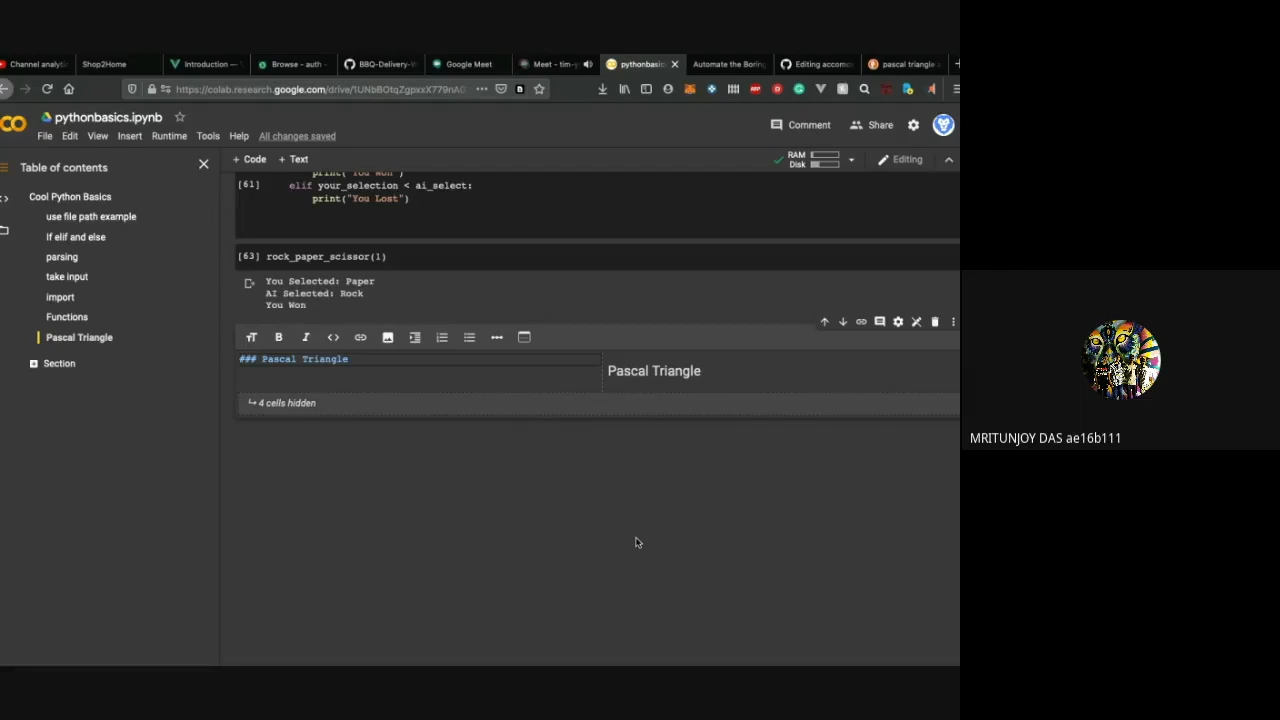 Channel analytic
Shop2Home
Introduction —
Browse - auth -
BBQ-Delivery-
Google Meet
Meet - tim-
pythonbasic
Automate the Boring
Editing accomo
pascal triangle
https://colab.research.google.com/drive/
pythonbasics.ipynb
File Edit View Insert Runtime Tools Help All changes saved
Comment Share
Table of contents
+ Code + Text
RAM
Disk
Editing
Cool Python Basics
use file path example
If elif and else
parsing
take input
import
Functions
Pascal Triangle
Section
print("You Won")
[61] elif your_selection < ai_select:
print("You Lost")
[63] rock_paper_scissor(1)
You Selected: Paper
AI Selected: Rock
You Won
### Pascal Triangle
Pascal Triangle
4 cells hidden
MRITUNJOY DAS ae16b111